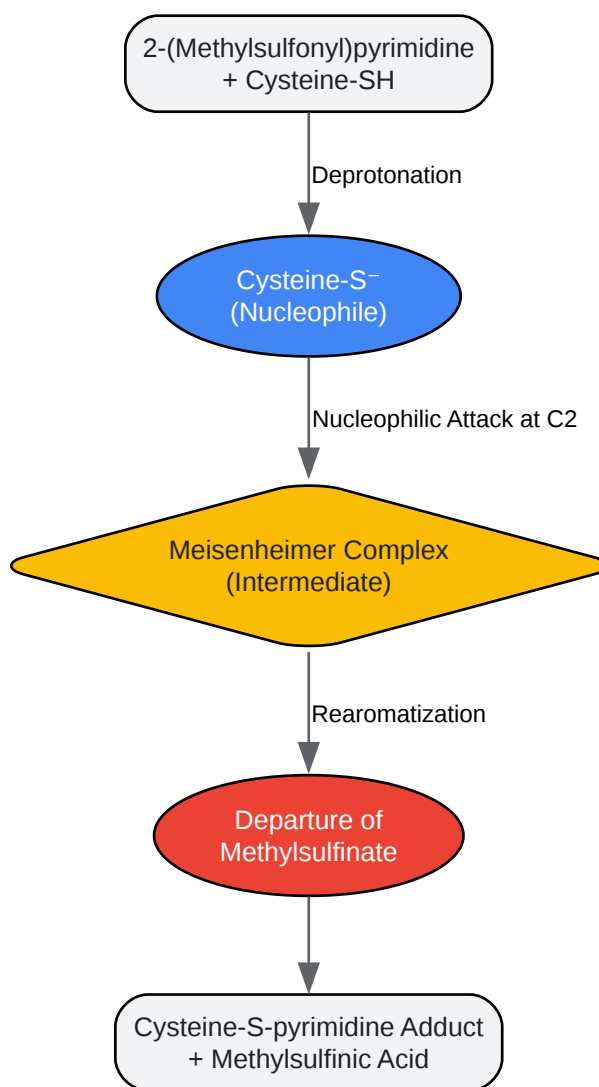 2-(Methylsulfonyl)pyrimidine
+ Cysteine-SH
Deprotonation
Cysteine-S⁻
(Nucleophile)
Nucleophilic Attack at C2
Meisenheimer Complex
(Intermediate)
Rearomatization
Departure of
Methylsulfinate
Cysteine-S-pyrimidine Adduct
+ Methylsulfinic Acid